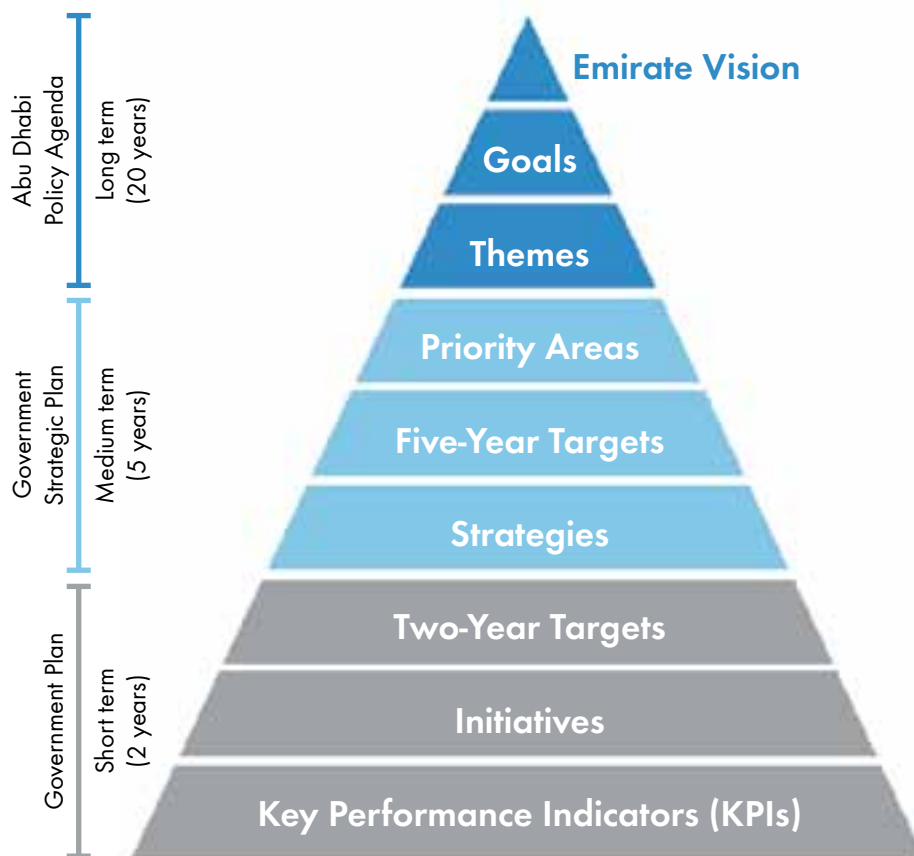 Emirate Vision
Goals
Themes
Abu Dhabi
Policy Agenda
Long term
(20 years)
Priority Areas
Five-Year Targets
Strategies
Government
Strategic Plan
Medium term
(5 years)
Two-Year Targets
Initiatives
Key Performance Indicators (KPIs)
Government Plan
Short term
(2 years)